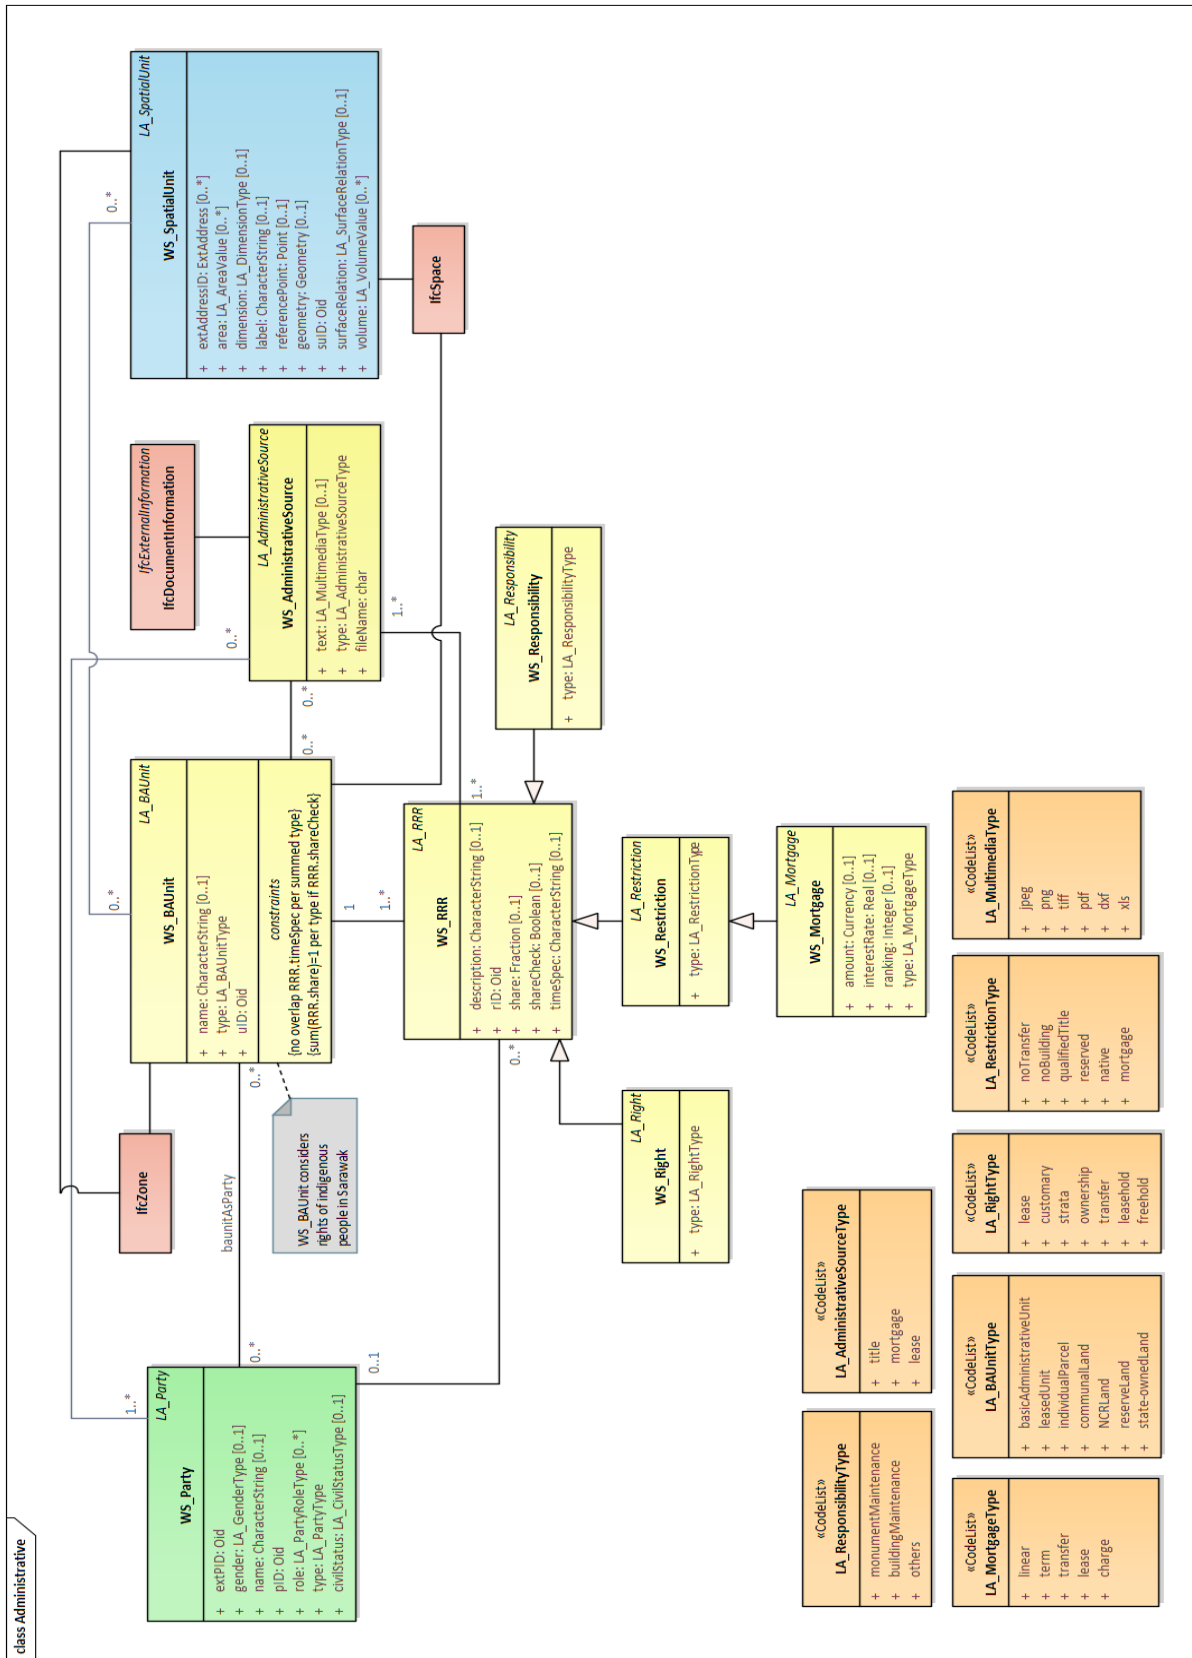 class Administrative
LA_Party
WS_Party
+ extPID: Oid
+ gender: LA_GenderType [0..1]
+ name: CharacterString [0..1]
+ pID: Oid
+ role: LA_PartyRoleType [0..*]
+ type: LA_PartyType
+ civilStatus: LA_CivilStatusType [0..1]
1..*
0..*
0..1
baunitAsParty
IfcZone
WS_BAUnit considers
rights of indigenous
people in Sarawak
LA_BAUnit
WS_BAUnit
+ name: CharacterString [0..1]
+ type: LA_BAUnitType
+ uID: Oid
constraints
{no overlap RRR.timeSpec per summed type}
{sum(RRR.share)=1 per type if RRR.shareCheck}
0..*
0..*
0..*
1
1..*
IfcExternalInformation
IfcDocumentInformation
LA_AdministrativeSource
WS_AdministrativeSource
+ text: LA_MultimediaType [0..1]
+ type: LA_AdministrativeSourceType
+ fileName: char
0..*
0..*
1..*
LA_SpatialUnit
WS_SpatialUnit
+ extAddressID: ExtAddress [0..*]
+ area: LA_AreaValue [0..*]
+ dimension: LA_DimensionType [0..1]
+ label: CharacterString [0..1]
+ referencePoint: Point [0..1]
+ geometry: Geometry [0..1]
+ suID: Oid
+ surfaceRelation: LA_SurfaceRelationType [0..1]
+ volume: LA_VolumeValue [0..*]
0..*
IfcSpace
LA_RRR
WS_RRR
+ description: CharacterString [0..1]
+ rID: Oid
+ share: Fraction [0..1]
+ shareCheck: Boolean [0..1]
+ timeSpec: CharacterString [0..1]
0..*
1..*
LA_Responsibility
WS_Responsibility
+ type: LA_ResponsibilityType
LA_Right
WS_Right
+ type: LA_RightType
LA_Restriction
WS_Restriction
+ type: LA_RestrictionType
LA_Mortgage
WS_Mortgage
+ amount: Currency [0..1]
+ interestRate: Real [0..1]
+ ranking: Integer [0..1]
+ type: LA_MortgageType
«CodeList»
LA_ResponsibilityType
+ monumentMaintenance
+ buildingMaintenance
+ others
«CodeList»
LA_AdministrativeSourceType
+ title
+ mortgage
+ lease
«CodeList»
LA_MortgageType
+ linear
+ term
+ transfer
+ lease
+ charge
«CodeList»
LA_BAUnitType
+ basicAdministrativeUnit
+ leasedUnit
+ individualParcel
+ communalLand
+ NCRLand
+ reserveLand
+ state-ownedLand
«CodeList»
LA_RightType
+ lease
+ customary
+ strata
+ ownership
+ transfer
+ leasehold
+ freehold
«CodeList»
LA_RestrictionType
+ noTransfer
+ noBuilding
+ qualifiedTitle
+ reserved
+ native
+ mortgage
«CodeList»
LA_MultimediaType
+ jpeg
+ png
+ tiff
+ pdf
+ dxf
+ xls